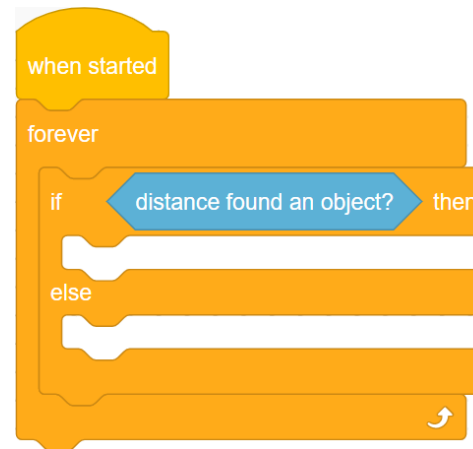 when started
forever
if distance found an object? then
else